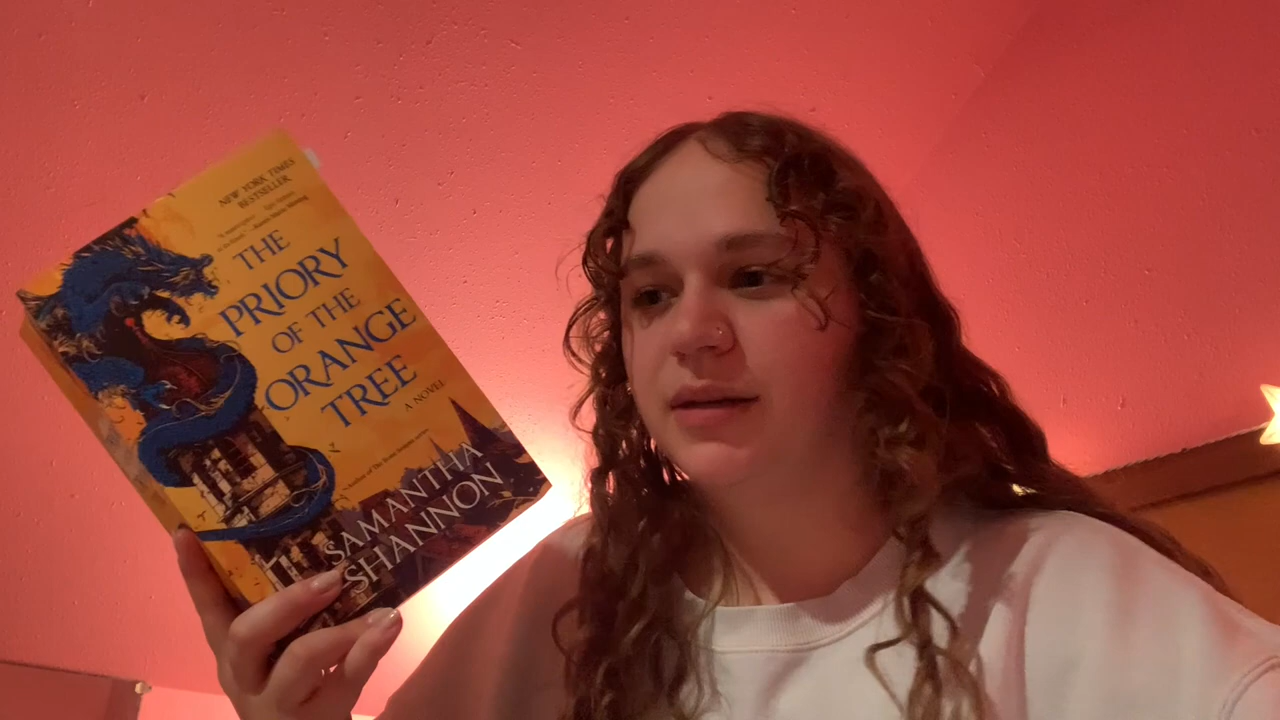 NEW YORK TIMES
BESTSELLER
THE
PRIORY
OF THE
ORANGE
TREE
A NOVEL
SAMANTHA
SHANNON